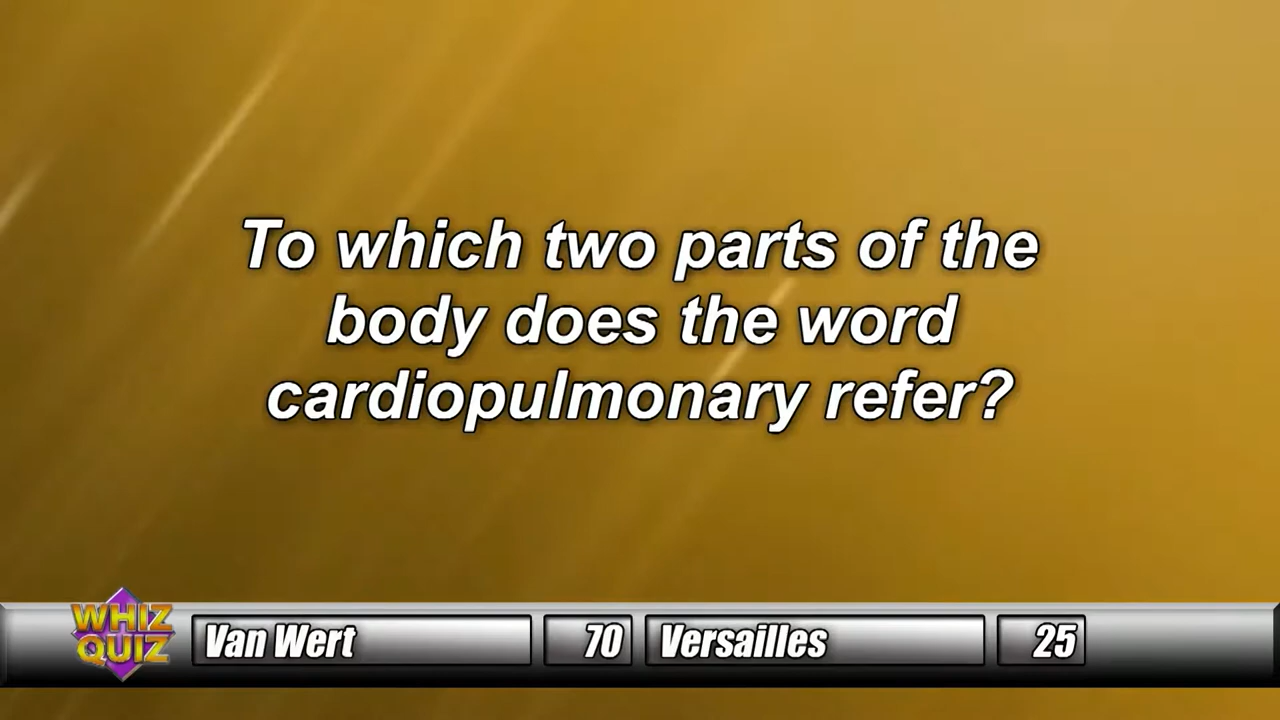 To which two parts of the
body does the word
cardiopulmonary refer?
WHIZ
QUIZ
Van Wert 70 Versailles 25